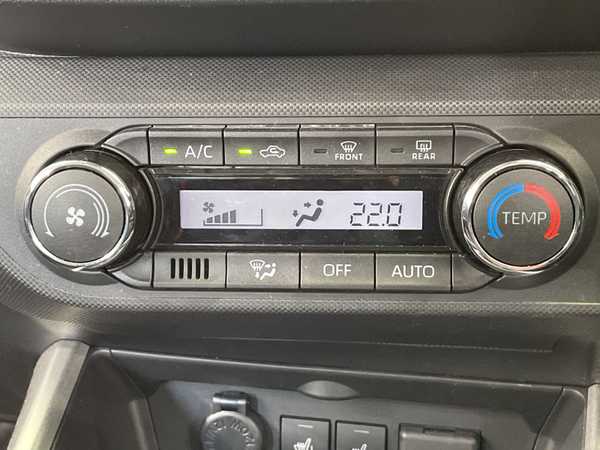 A/C
FRONT
REAR
22.0
TEMP
OFF
AUTO